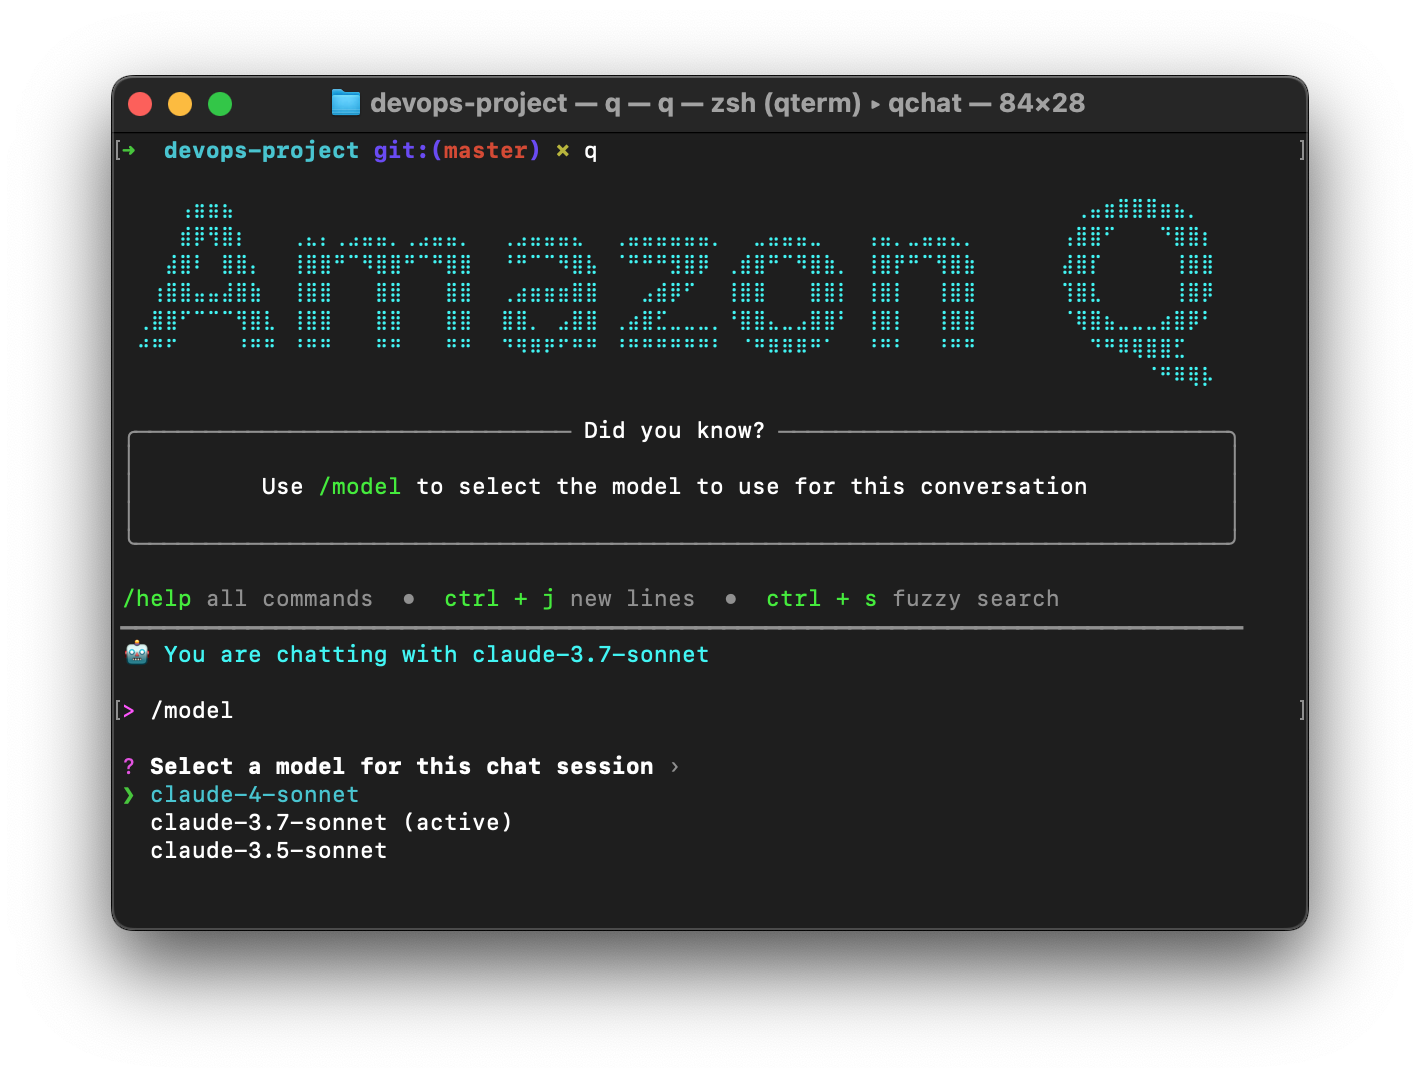 devops-project — q — q — zsh (qterm) ▸ qchat — 84×28
[➜  devops-project git:(master) ✗ q ]
Amazon Q
Did you know?
Use /model to select the model to use for this conversation
/help all commands  •  ctrl + j new lines  •  ctrl + s fuzzy search
🤖 You are chatting with claude-3.7-sonnet
[> /model ]
? Select a model for this chat session ›
❯ claude-4-sonnet
claude-3.7-sonnet (active)
claude-3.5-sonnet